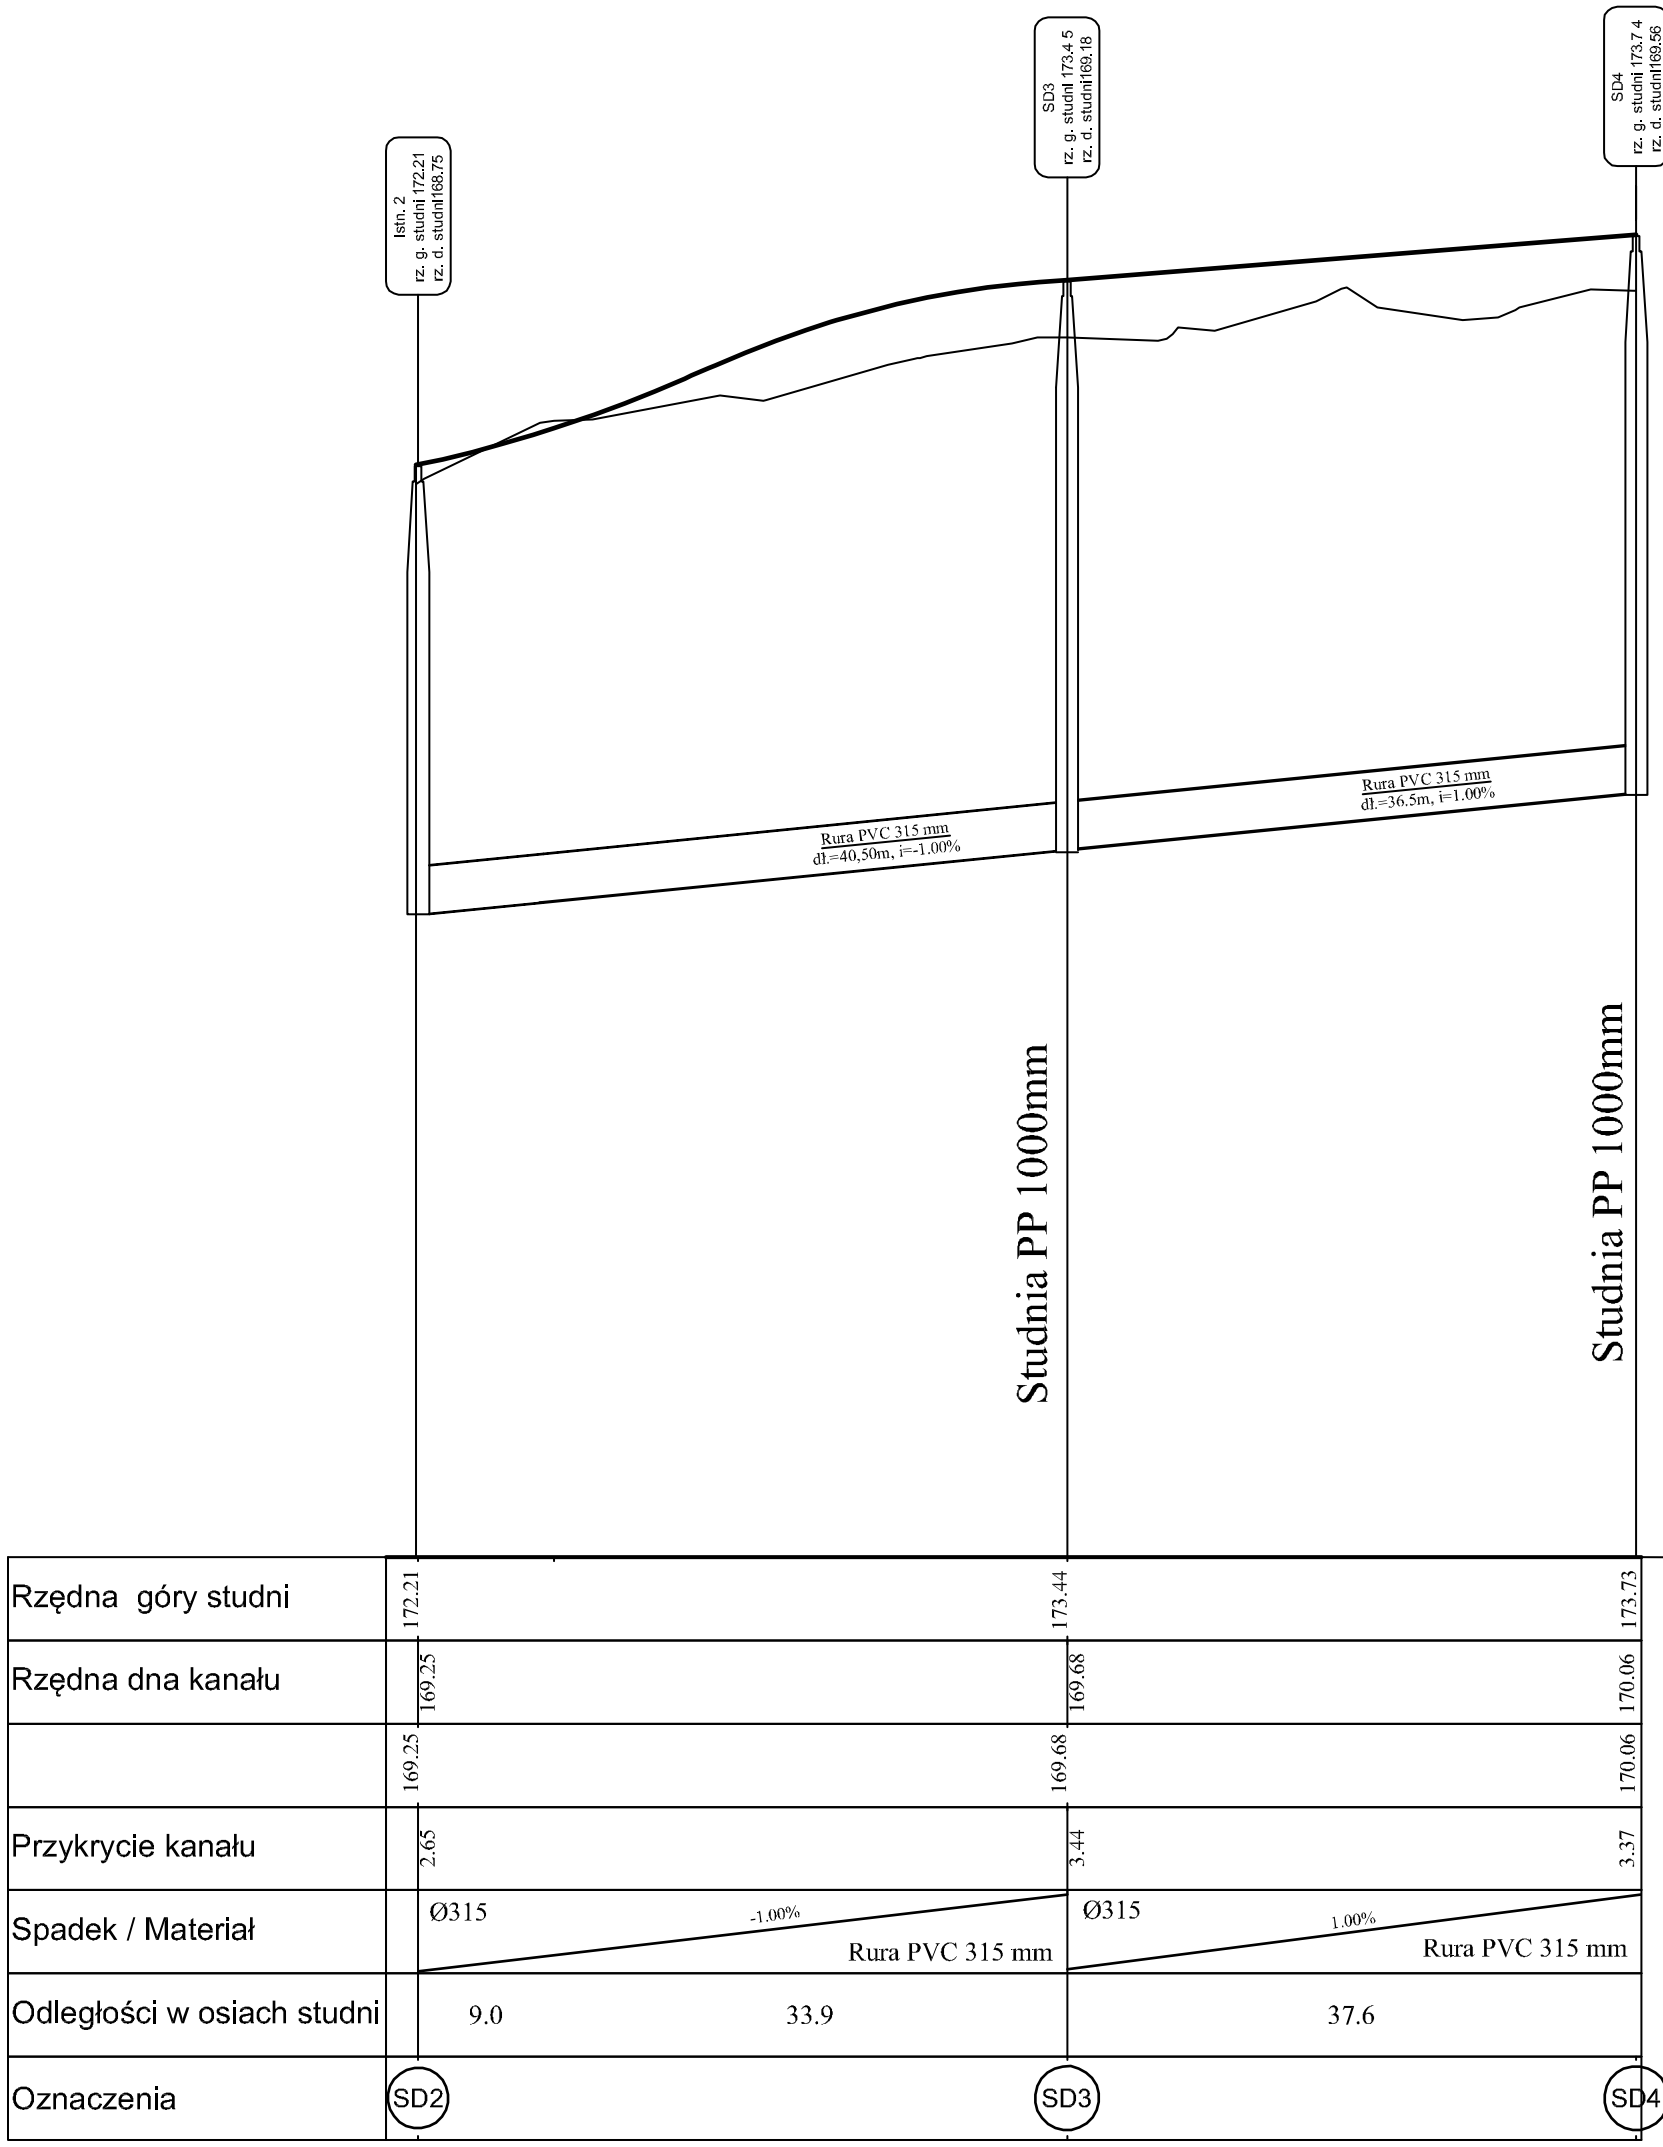 Istn. 2
rz. g. studni 172.21
rz. d. studni168.75
SD3
rz. g. studni 173.4 5
rz. d. studni169.18
SD4
rz. g. studni 173.7 4
rz. d. studni169.56
Rura PVC 315 mm
dł.=40,50m, i=-1.00%
Rura PVC 315 mm
dł.=36.5m, i=1.00%
Studnia PP 1000mm
Studnia PP 1000mm
Rzędna góry studni 172.21 173.44 173.73
Rzędna dna kanału 169.25 169.68 170.06
169.25 169.68 170.06
Przykrycie kanału 2.65 3.44 3.37
Spadek / Materiał Ø315 -1.00% Rura PVC 315 mm Ø315 1.00% Rura PVC 315 mm
Odległości w osiach studni 9.0 33.9 37.6
Oznaczenia SD2 SD3 SD4